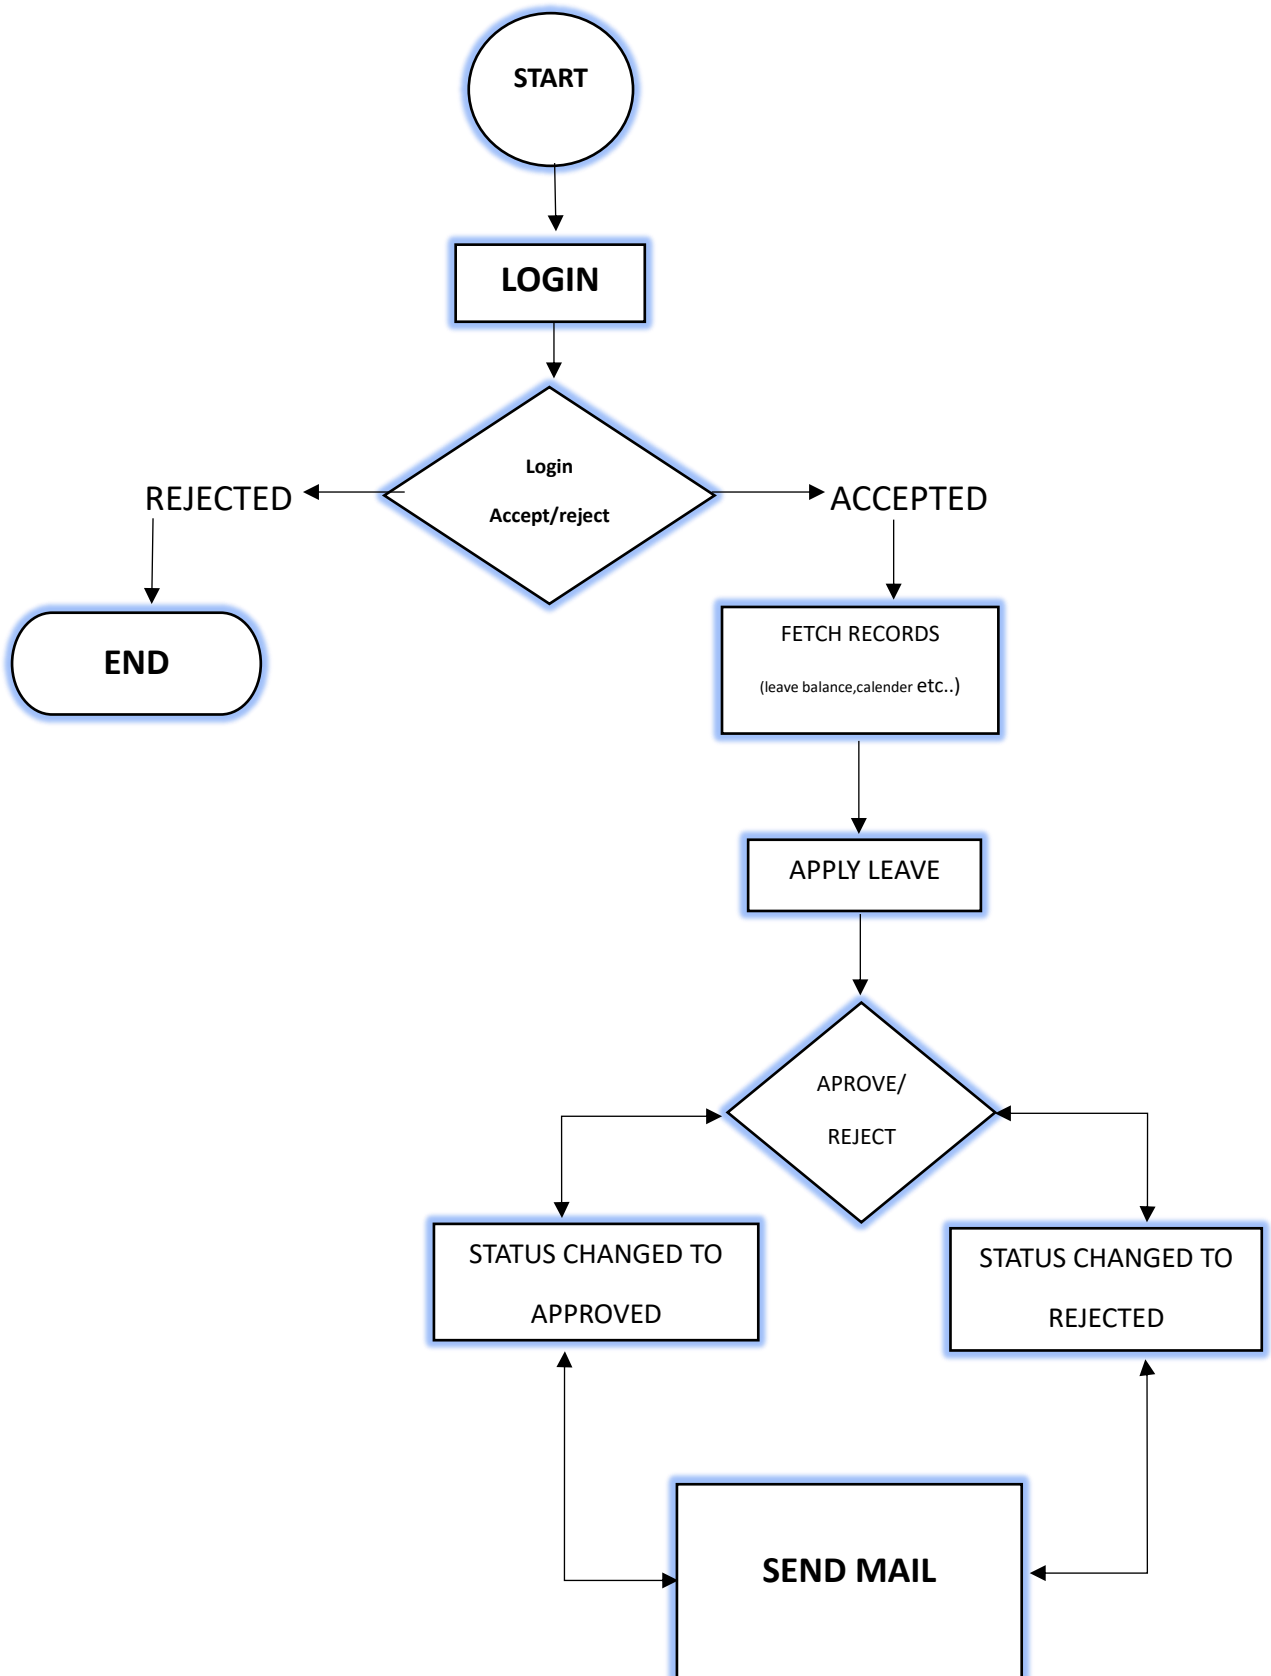 START
LOGIN
Login
Accept/reject
REJECTED
ACCEPTED
END
FETCH RECORDS
(leave balance,calender etc..)
APPLY LEAVE
APROVE/
REJECT
STATUS CHANGED TO
APPROVED
STATUS CHANGED TO
REJECTED
SEND MAIL